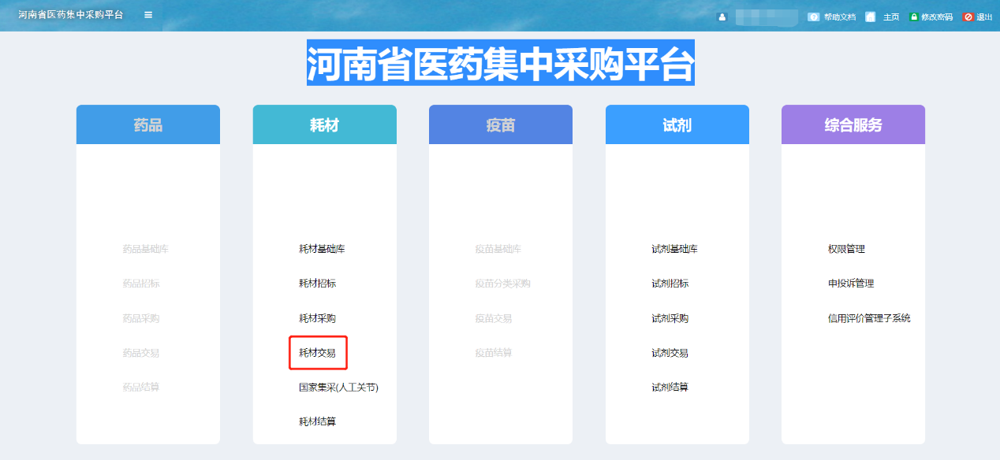 河南省医药集中采购平台
帮助文档 主页 修改密码 退出
河南省医药集中采购平台
药品
药品基础库
药品招标
药品采购
药品交易
药品结算
耗材
耗材基础库
耗材招标
耗材采购
耗材交易
国家集采(人工关节)
耗材结算
疫苗
疫苗基础库
疫苗分类采购
疫苗交易
疫苗结算
试剂
试剂基础库
试剂招标
试剂采购
试剂交易
试剂结算
综合服务
权限管理
申投诉管理
信用评价管理子系统